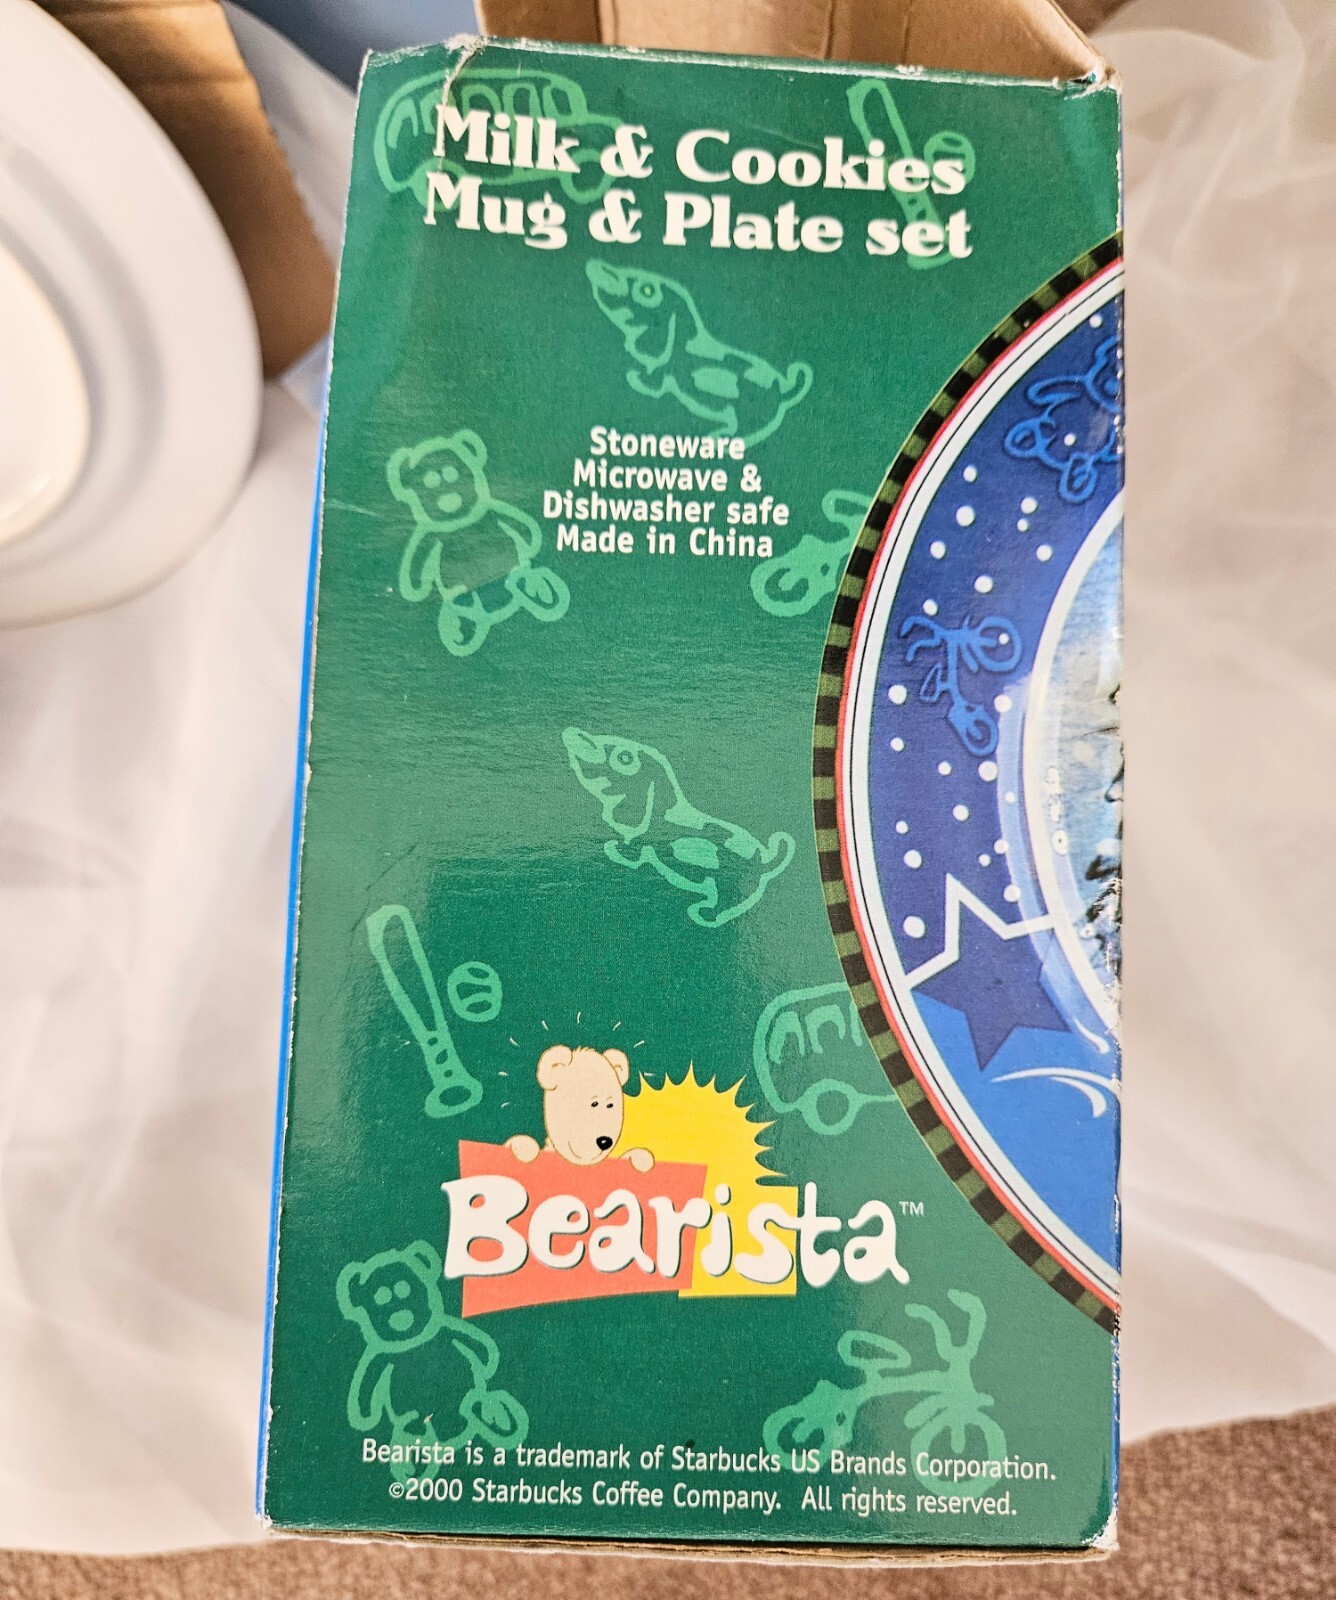 Milk & Cookies
Mug & Plate set
Stoneware
Microwave &
Dishwasher safe
Made in China
Bearista™
Bearista is a trademark of Starbucks US Brands Corporation.
©2000 Starbucks Coffee Company. All rights reserved.